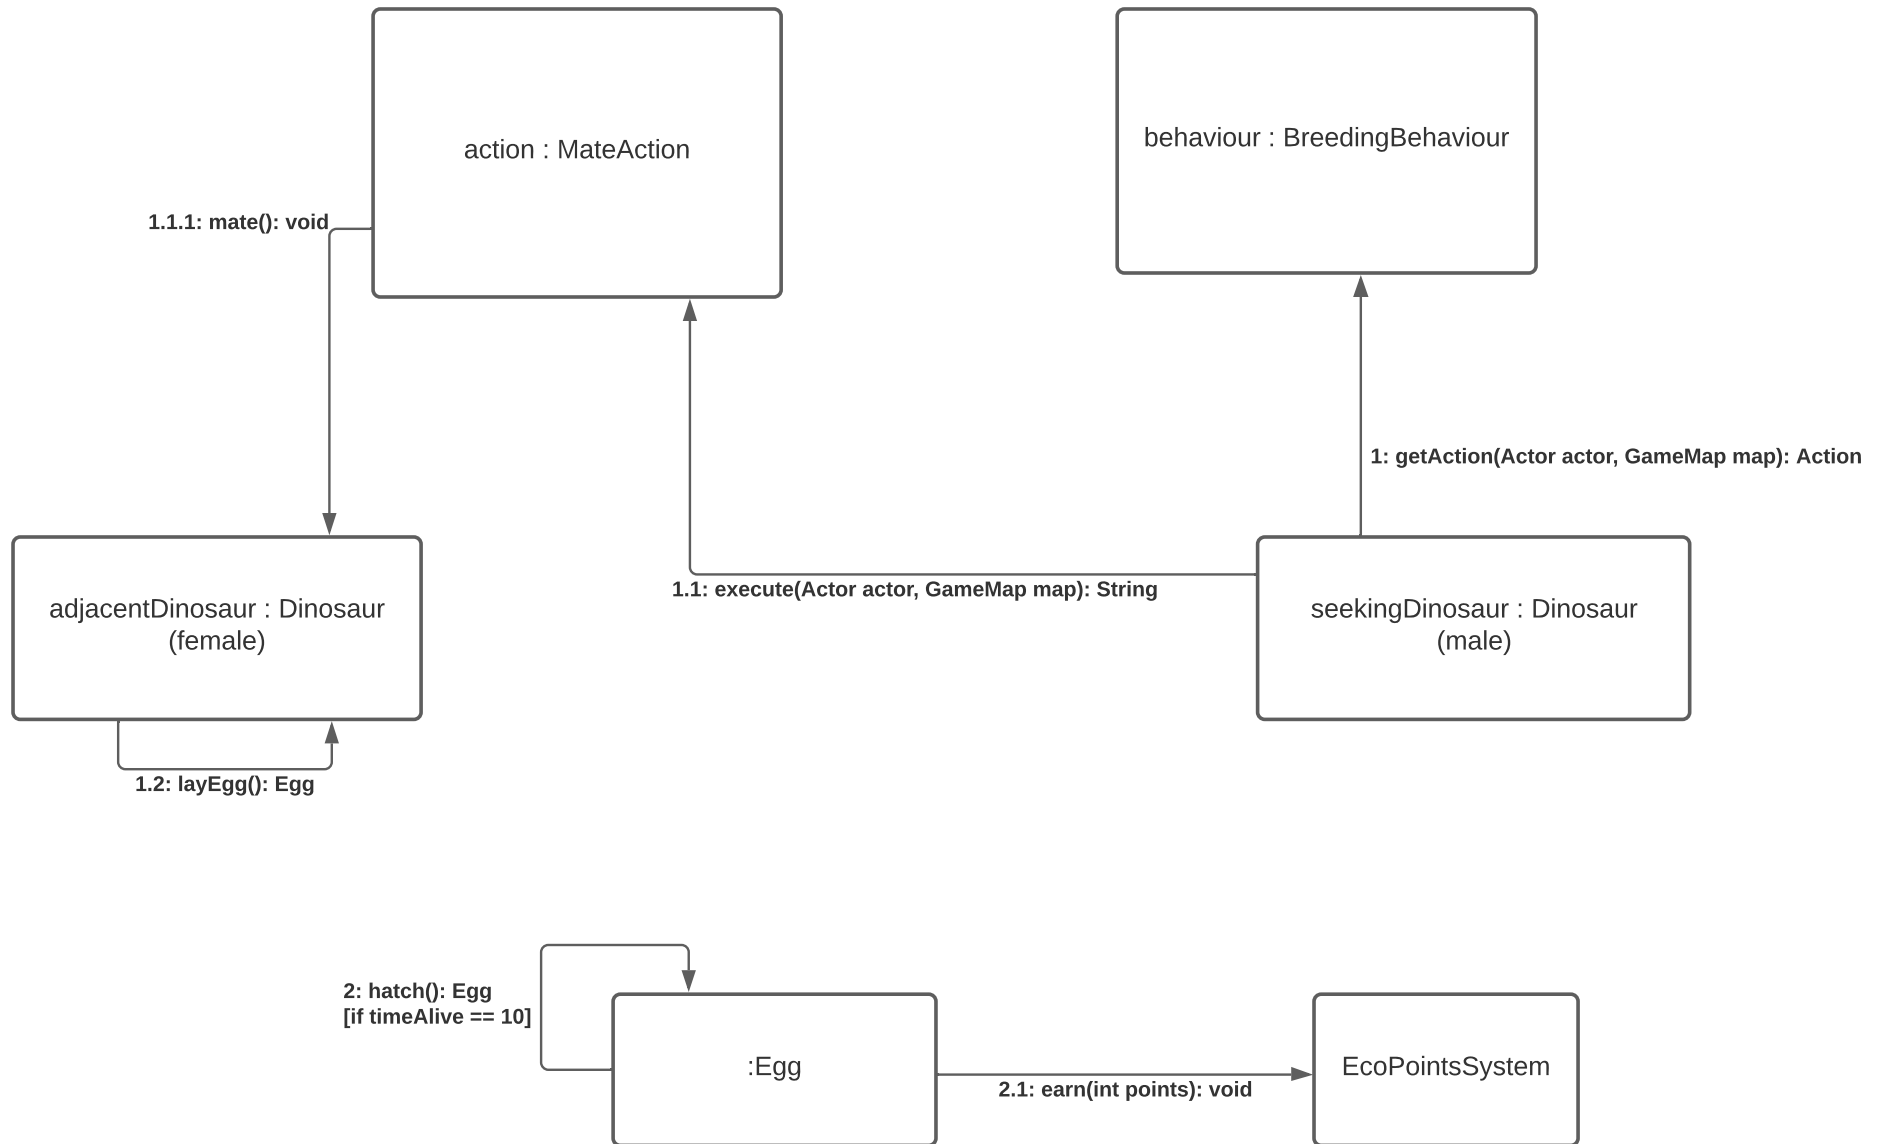 action : MateAction
behaviour : BreedingBehaviour
1.1.1: mate(): void
1: getAction(Actor actor, GameMap map): Action
1.1: execute(Actor actor, GameMap map): String
adjacentDinosaur : Dinosaur
(female)
seekingDinosaur : Dinosaur
(male)
1.2: layEgg(): Egg
2: hatch(): Egg
[if timeAlive == 10]
:Egg
EcoPointsSystem
2.1: earn(int points): void